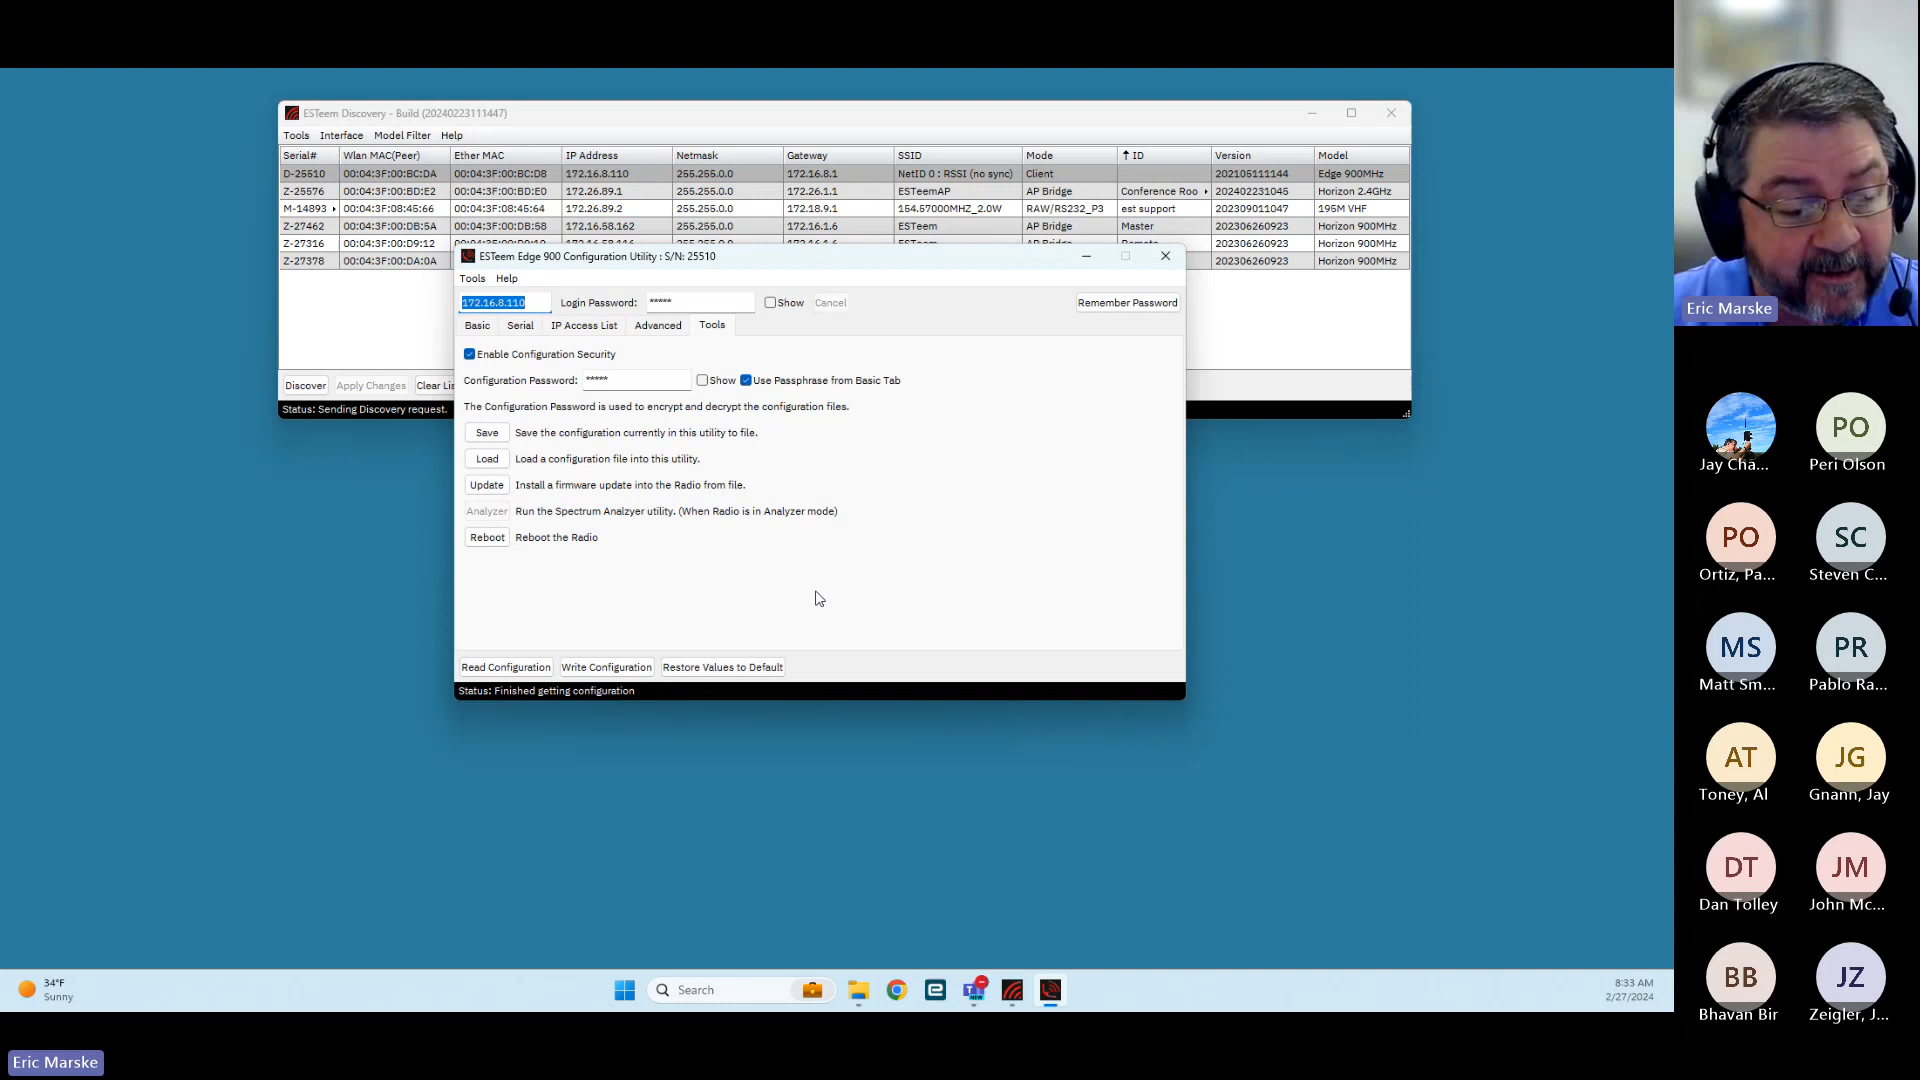 ESTeem Discovery - Build (20240223111447)
Tools Interface Model Filter Help
Serial# Wlan MAC(Peer) Ether MAC IP Address Netmask Gateway SSID Mode ↑ ID Version Model
D-25510 00:04:3F:00:BC:DA 00:04:3F:00:BC:D8 172.16.8.110 255.255.0.0 172.16.8.1 NetID 0 : RSSI (no sync) Client 202105111144 Edge 900MHz
Z-25576 00:04:3F:00:BD:E2 00:04:3F:00:BD:E0 172.26.89.1 255.255.0.0 172.26.1.1 ESTeemAP AP Bridge Conference Roo 202402231045 Horizon 2.4GHz
M-14893 00:04:3F:08:45:66 00:04:3F:08:45:64 172.26.89.2 255.255.0.0 172.18.9.1 154.57000MHZ_2.0W RAW/RS232_P3 est support 202309011047 195M VHF
Z-27462 00:04:3F:00:DB:5A 00:04:3F:00:DB:58 172.16.58.162 255.255.0.0 172.16.1.6 ESTeem AP Bridge Master 202306260923 Horizon 900MHz
Z-27316 00:04:3F:00:D9:12 202306260923 Horizon 900MHz
Z-27378 00:04:3F:00:DA:0A 202306260923 Horizon 900MHz
Discover Apply Changes Clear Lis
Status: Sending Discovery request.
ESTeem Edge 900 Configuration Utility : S/N: 25510
Tools Help
172.16.8.110 Login Password: ***** Show Cancel Remember Password
Basic Serial IP Access List Advanced Tools
Enable Configuration Security
Configuration Password: ***** Show Use Passphrase from Basic Tab
The Configuration Password is used to encrypt and decrypt the configuration files.
Save Save the configuration currently in this utility to file.
Load Load a configuration file into this utility.
Update Install a firmware update into the Radio from file.
Analyzer Run the Spectrum Analzyer utility. (When Radio is in Analyzer mode)
Reboot Reboot the Radio
Read Configuration Write Configuration Restore Values to Default
Status: Finished getting configuration
34°F
Sunny
Search
NEW
8:33 AM
2/27/2024
Eric Marske
Eric Marske
Jay Cha...
PO
Peri Olson
PO
Ortiz, Pa...
SC
Steven C...
MS
Matt Sm...
PR
Pablo Ra...
AT
Toney, Al
JG
Gnann, Jay
DT
Dan Tolley
JM
John Mc...
BB
Bhavan Bir
JZ
Zeigler, J...